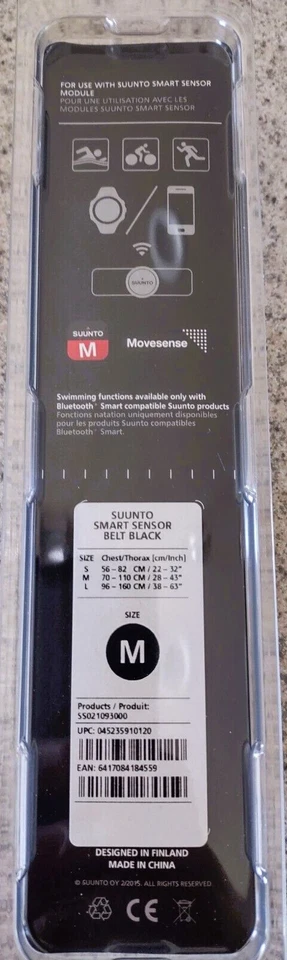 FOR USE WITH SUUNTO SMART SENSOR
MODULE
POUR UNE UTILISATION AVEC LES
MODULES SUUNTO SMART SENSOR
SUUNTO
SUUNTO
M
Movesense
Swimming functions available only with
Bluetooth® Smart compatible Suunto products
Fonctions natation uniquement disponibles
pour les produits Suunto compatibles
Bluetooth® Smart.
SUUNTO
SMART SENSOR
BELT BLACK
SIZE Chest/Thorax [cm/Inch]
S 56 – 82 CM / 22 – 32"
M 70 – 110 CM / 28 – 43"
L 96 – 160 CM / 38 – 63"
SIZE
M
Products / Produit:
SS021093000
UPC: 045235910120
EAN: 6417084184559
DESIGNED IN FINLAND
MADE IN CHINA
© SUUNTO OY 2/2015. ALL RIGHTS RESERVED.
CE